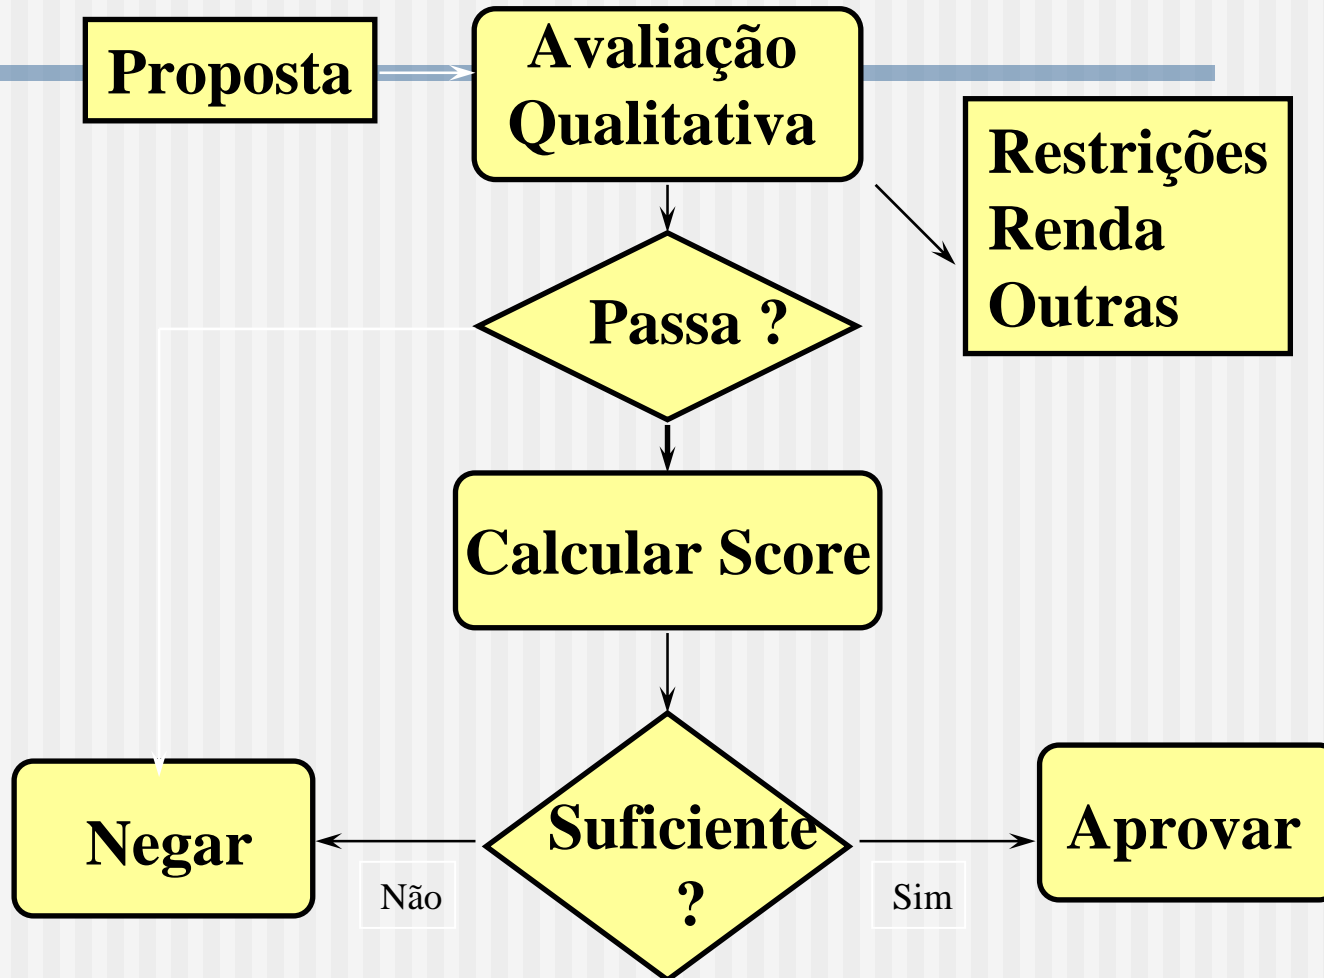 Proposta
Avaliação
Qualitativa
Restrições
Renda
Outras
Passa ?
Calcular Score
Suficiente
?
Negar
Não
Sim
Aprovar